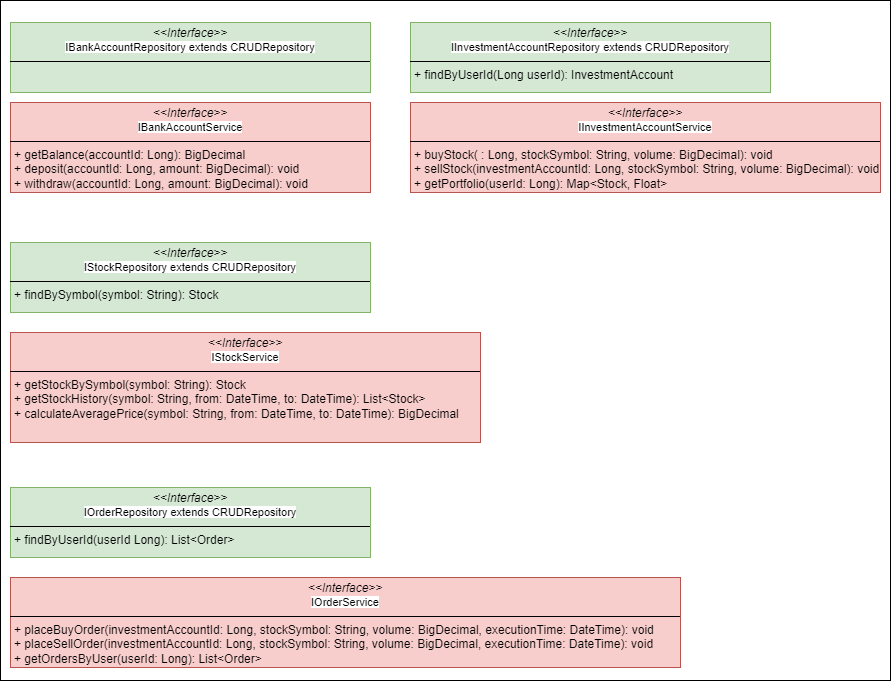 <<Interface>>
IBankAccountRepository extends CRUDRepository
<<Interface>>
IInvestmentAccountRepository extends CRUDRepository
+ findByUserId(Long userId): InvestmentAccount
<<Interface>>
IBankAccountService
+ getBalance(accountId: Long): BigDecimal
+ deposit(accountId: Long, amount: BigDecimal): void
+ withdraw(accountId: Long, amount: BigDecimal): void
<<Interface>>
IInvestmentAccountService
+ buyStock( : Long, stockSymbol: String, volume: BigDecimal): void
+ sellStock(investmentAccountId: Long, stockSymbol: String, volume: BigDecimal): void
+ getPortfolio(userId: Long): Map<Stock, Float>
<<Interface>>
IStockRepository extends CRUDRepository
+ findBySymbol(symbol: String): Stock
<<Interface>>
IStockService
+ getStockBySymbol(symbol: String): Stock
+ getStockHistory(symbol: String, from: DateTime, to: DateTime): List<Stock>
+ calculateAveragePrice(symbol: String, from: DateTime, to: DateTime): BigDecimal
<<Interface>>
IOrderRepository extends CRUDRepository
+ findByUserId(userId Long): List<Order>
<<Interface>>
IOrderService
+ placeBuyOrder(investmentAccountId: Long, stockSymbol: String, volume: BigDecimal, executionTime: DateTime): void
+ placeSellOrder(investmentAccountId: Long, stockSymbol: String, volume: BigDecimal, executionTime: DateTime): void
+ getOrdersByUser(userId: Long): List<Order>